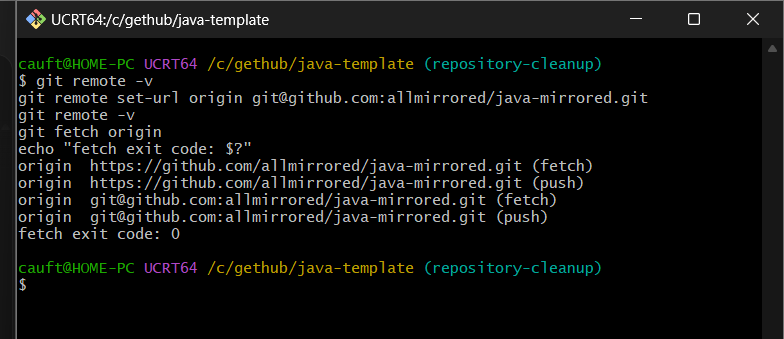 UCRT64:/c/gethub/java-template
cauft@HOME-PC UCRT64 /c/gethub/java-template (repository-cleanup)
$ git remote -v
git remote set-url origin git@github.com:allmirrored/java-mirrored.git
git remote -v
git fetch origin
echo "fetch exit code: $?"
origin  https://github.com/allmirrored/java-mirrored.git (fetch)
origin  https://github.com/allmirrored/java-mirrored.git (push)
origin  git@github.com:allmirrored/java-mirrored.git (fetch)
origin  git@github.com:allmirrored/java-mirrored.git (push)
fetch exit code: 0
cauft@HOME-PC UCRT64 /c/gethub/java-template (repository-cleanup)
$